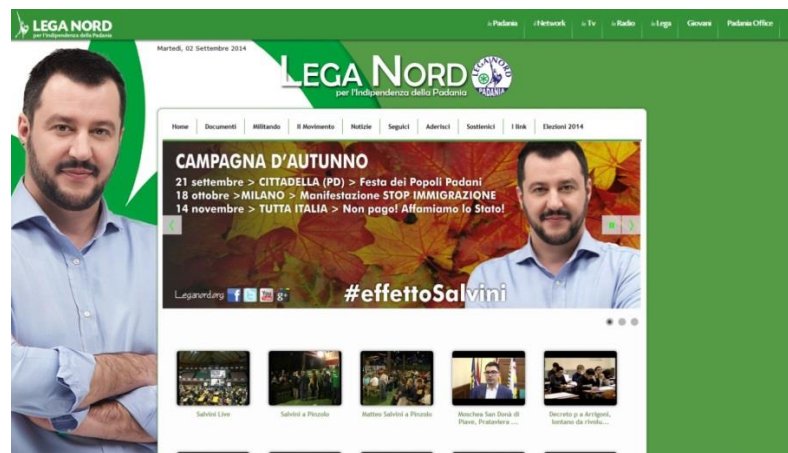 LEGA NORD
per l'Indipendenza della Padania
la Padania
il Network
la Tv
la Radio
la Lega
Giovani
Padania Office
Martedì, 02 Settembre 2014
LEGA NORD
per l'Indipendenza della Padania
LEGA NORD
PADANIA
Home
Documenti
Militando
Il Movimento
Notizie
Seguici
Aderisci
Sostienici
I link
Elezioni 2014
CAMPAGNA D'AUTUNNO
21 settembre > CITTADELLA (PD) > Festa dei Popoli Padani
18 ottobre >MILANO > Manifestazione STOP IMMIGRAZIONE
14 novembre > TUTTA ITALIA > Non pago! Affamiamo lo Stato!
Leganord.org
#effettoSalvini
Salvini Live
Salvini a Pinzolo
Matteo Salvini a Pinzolo
Moschea San Donà di
Piave, Prataviera ....
Decreto p a Arrigoni,
lontano da rivolu...